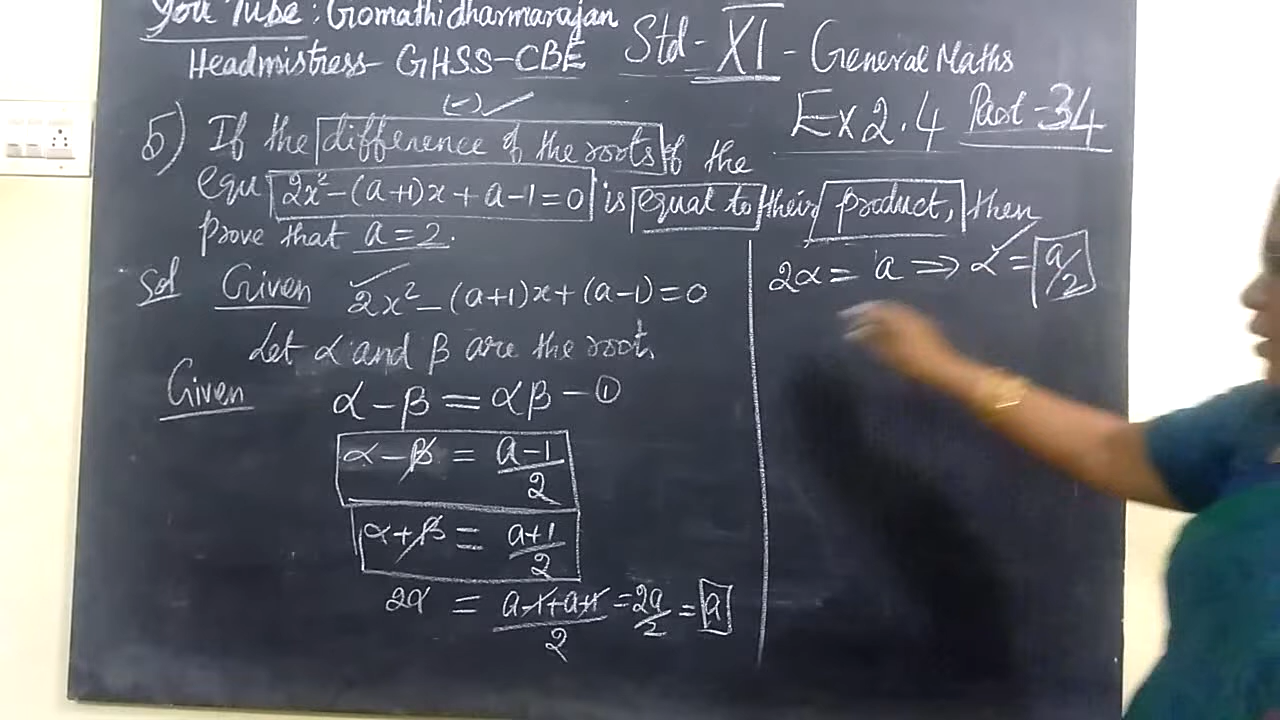 You Tube: Gomathidharmarajan
Headmistress- GHSS-CBE
Std- XI - General Maths
Ex 2.4 Part-34
(-) ✓
5) If the difference of the roots of the
equ 2x² - (a+1)x + a-1=0 is equal to their product, then
prove that a=2.
Sol Given 2x² - (a+1)x + (a-1) = 0
Let α and β are the roots
Given α-β = αβ - ①
α-β = a-1/2
α+β = a+1/2
2α = a-1+a+1/2 = 2a/2 = a
2α = a ⇒ α = a/2